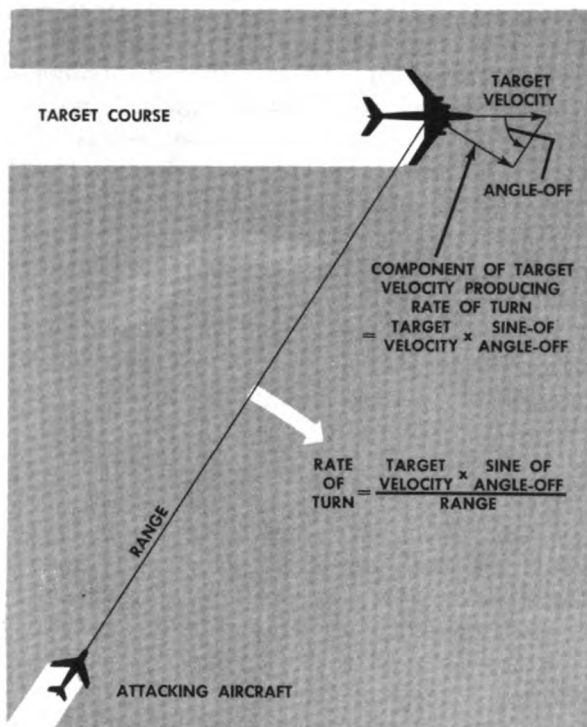 TARGET
VELOCITY
TARGET COURSE
ANGLE-OFF
COMPONENT OF TARGET
VELOCITY PRODUCING
RATE OF TURN
= TARGET VELOCITY x SINE-OF ANGLE-OFF
RATE
OF
TURN = TARGET VELOCITY x SINE OF ANGLE-OFF
RANGE
RANGE
ATTACKING AIRCRAFT